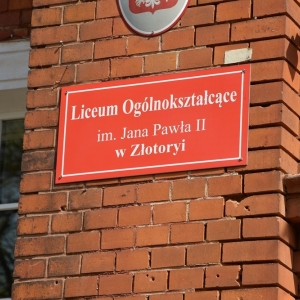 Liceum Ogólnokształcące
im. Jana Pawła II
w Złotoryi